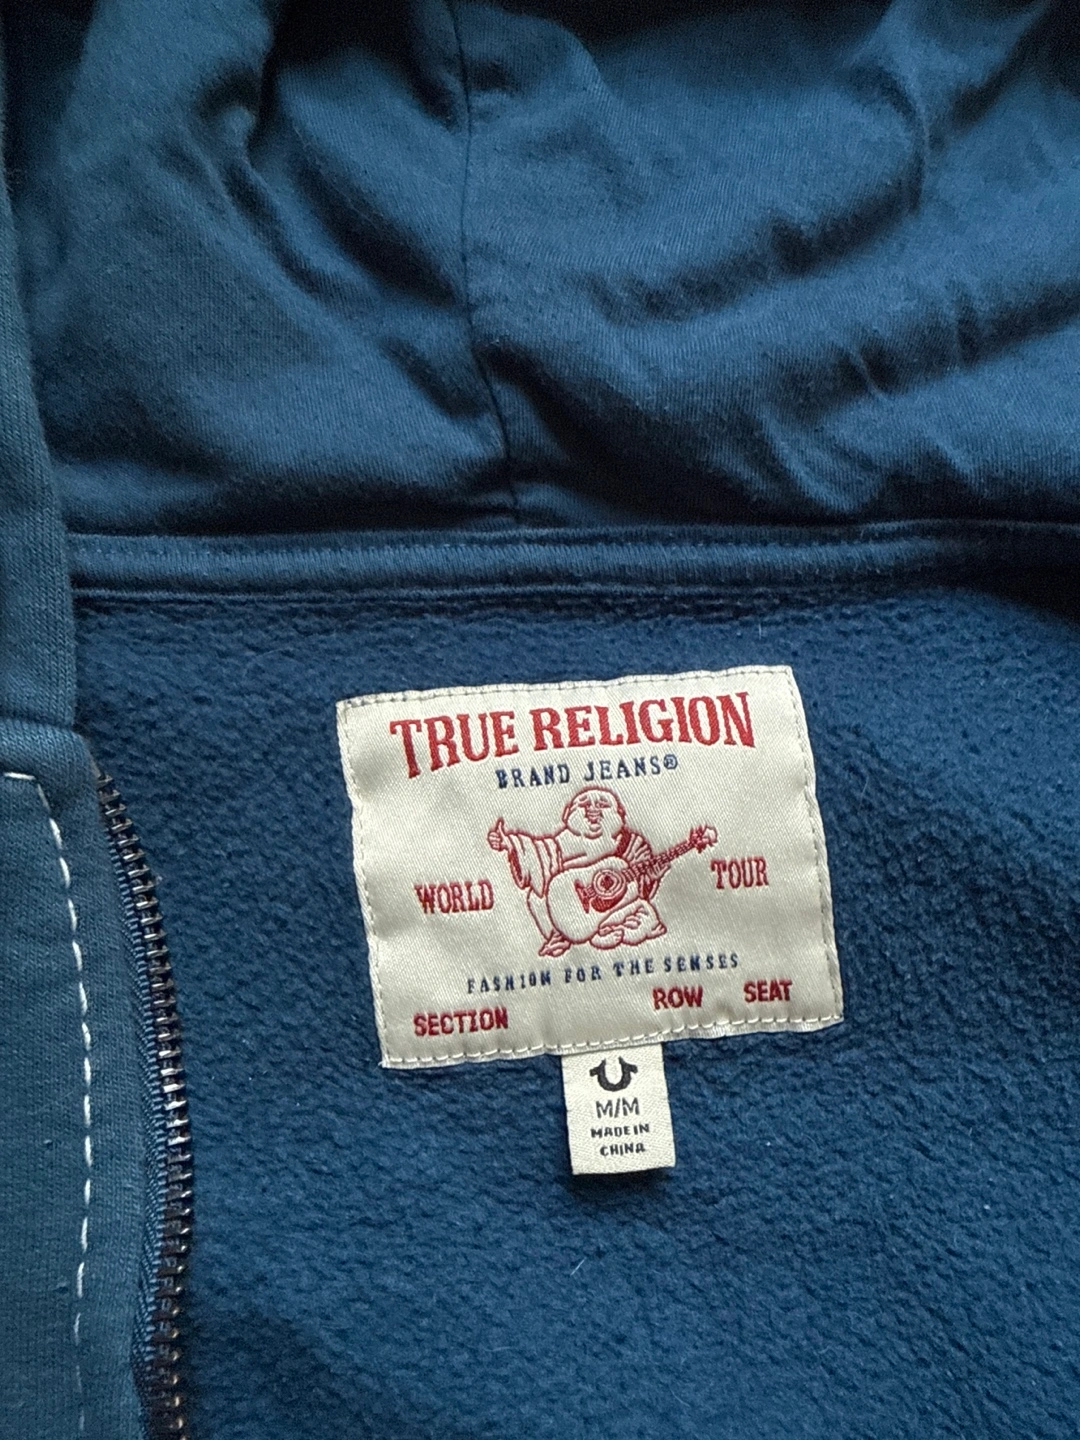 TRUE RELIGION
BRAND JEANS®
WORLD TOUR
FASHION FOR THE SENSES
SECTION ROW SEAT
M/M
MADE IN
CHINA